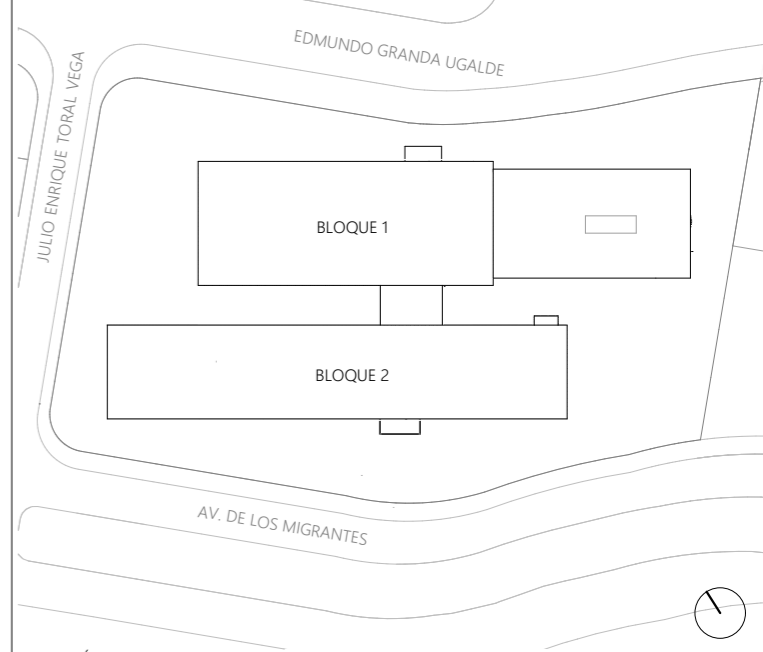 EDMUNDO GRANDA UGALDE
JULIO ENRIQUE TORAL VEGA
BLOQUE 1
BLOQUE 2
AV. DE LOS MIGRANTES